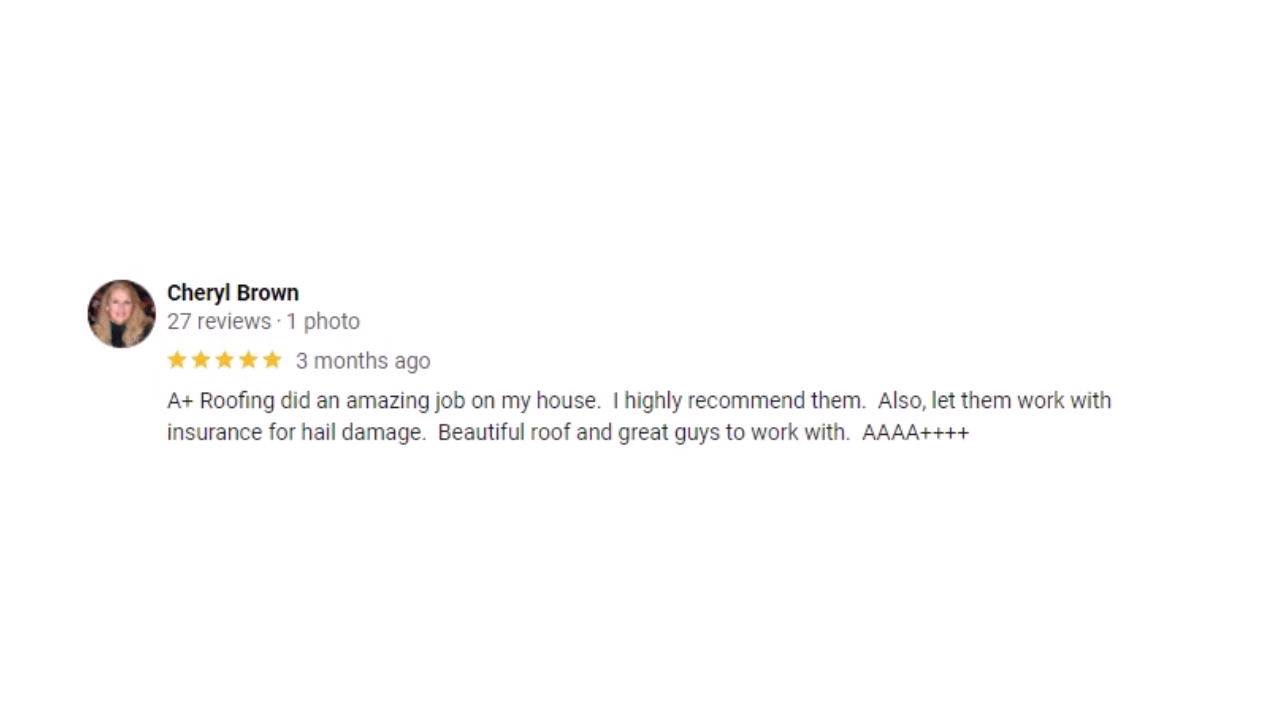 Cheryl Brown
27 reviews · 1 photo
3 months ago
A+ Roofing did an amazing job on my house.  I highly recommend them.  Also, let them work with
insurance for hail damage.  Beautiful roof and great guys to work with.  AAAA++++